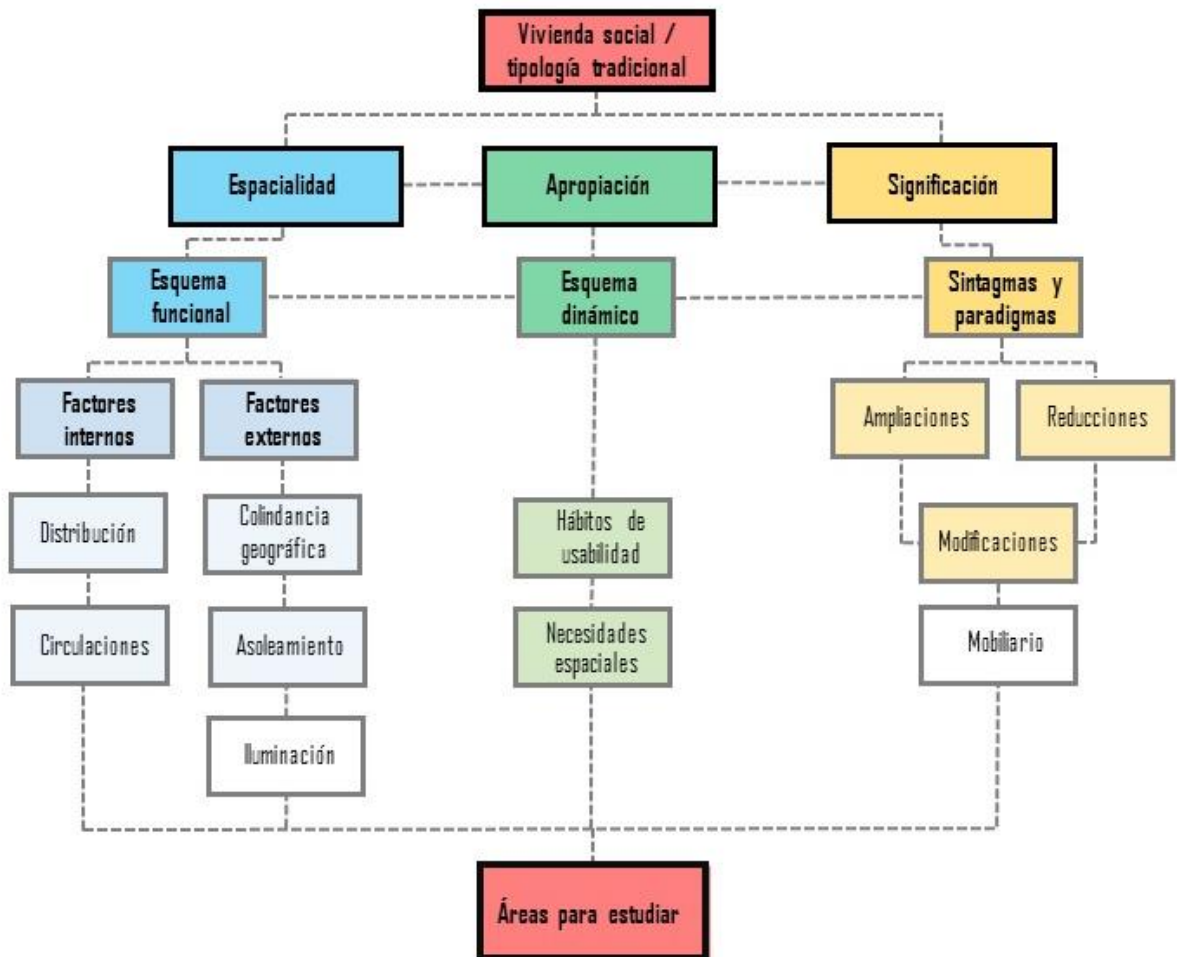 Vivienda social /
tipología tradicional
Espacialidad
Apropiación
Significación
Esquema
funcional
Esquema
dinámico
Sintagmas y
paradigmas
Factores
internos
Factores
externos
Ampliaciones
Reducciones
Distribución
Colindancia
geográfica
Hábitos de
usabilidad
Modificaciones
Circulaciones
Asoleamiento
Necesidades
espaciales
Mobiliario
Iluminación
Áreas para estudiar